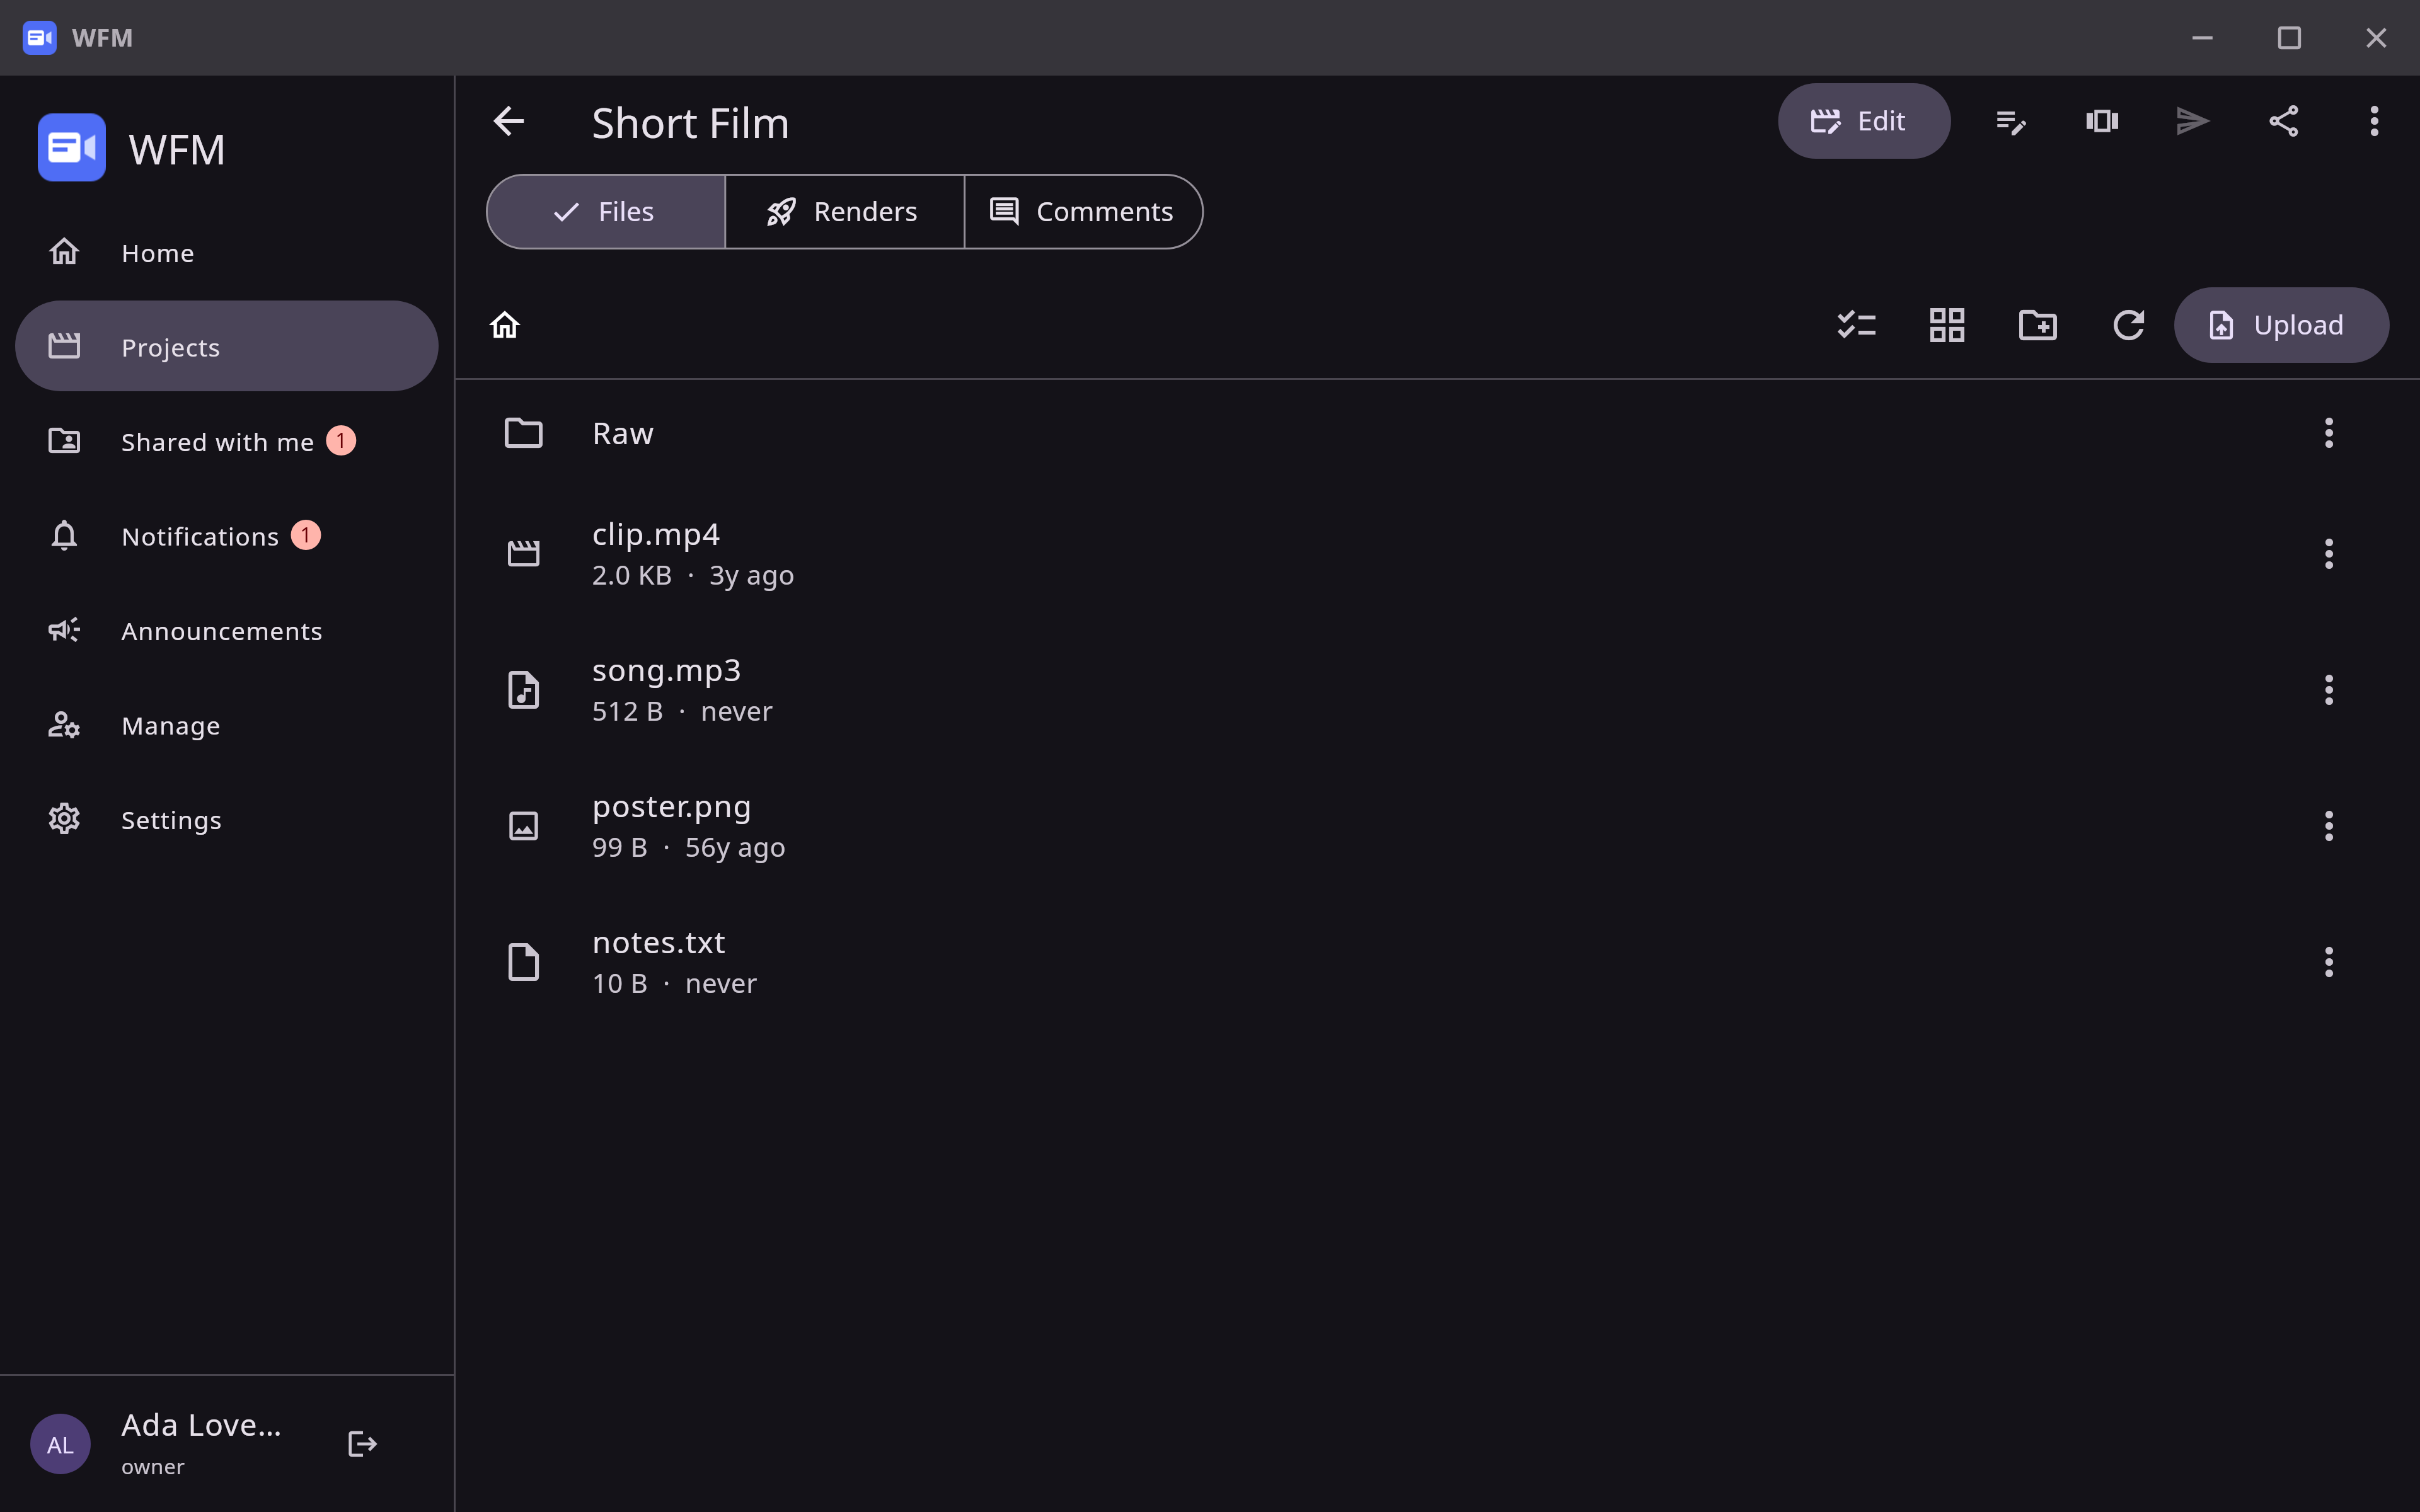 WFM
WFM
Home
Projects
Shared with me 1
Notifications 1
Announcements
Manage
Settings
AL
Ada Love...
owner
Short Film
Edit
Files
Renders
Comments
Upload
Raw
clip.mp4
2.0 KB · 3y ago
song.mp3
512 B · never
poster.png
99 B · 56y ago
notes.txt
10 B · never